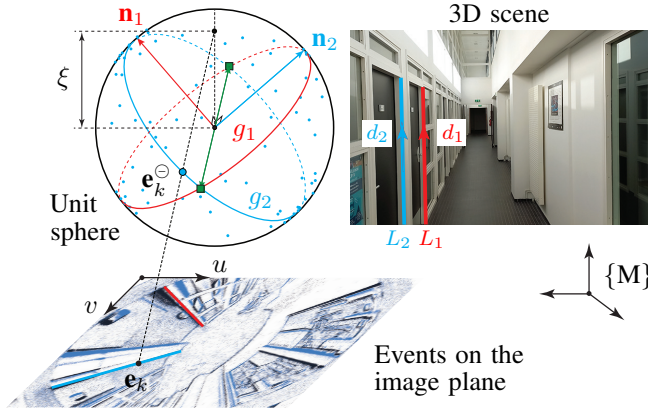 n₁
n₂
ξ
g₁
e_k^⊖
g₂
Unit
sphere
u
v
e_k
3D scene
d₂
d₁
L₂ L₁
{M}
Events on the
image plane